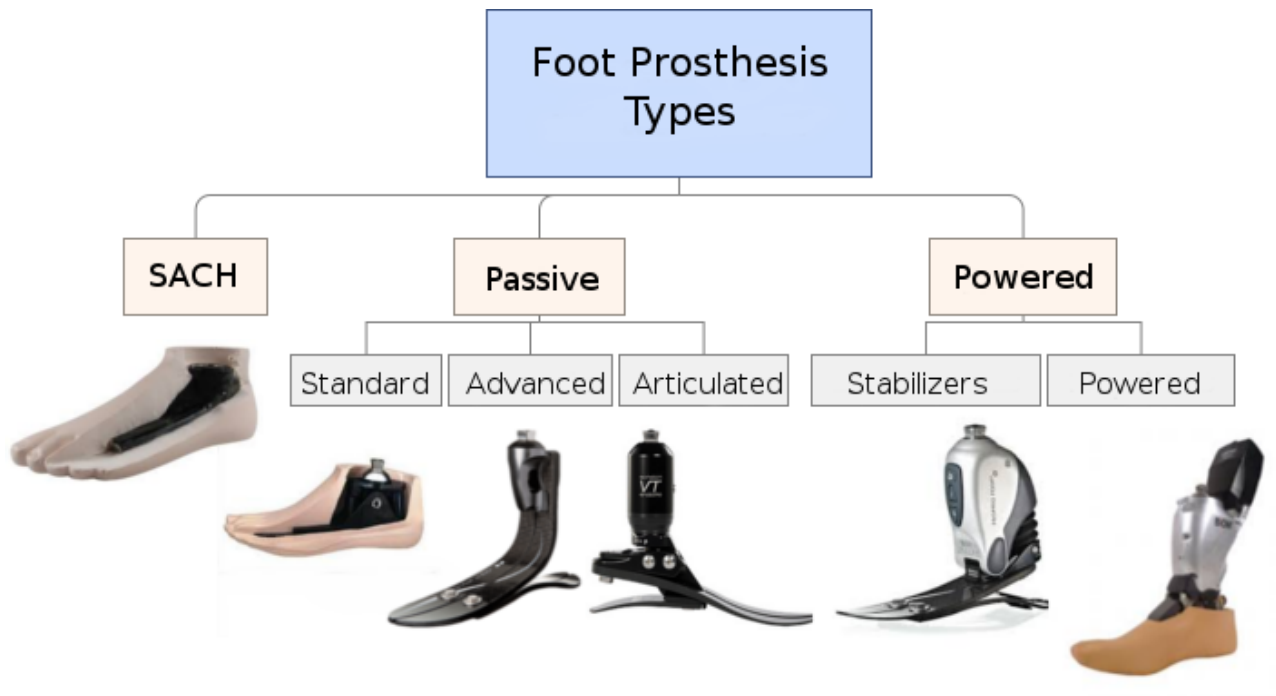 Foot Prosthesis
Types
SACH
Passive
Powered
Standard
Advanced
Articulated
Stabilizers
Powered
VT